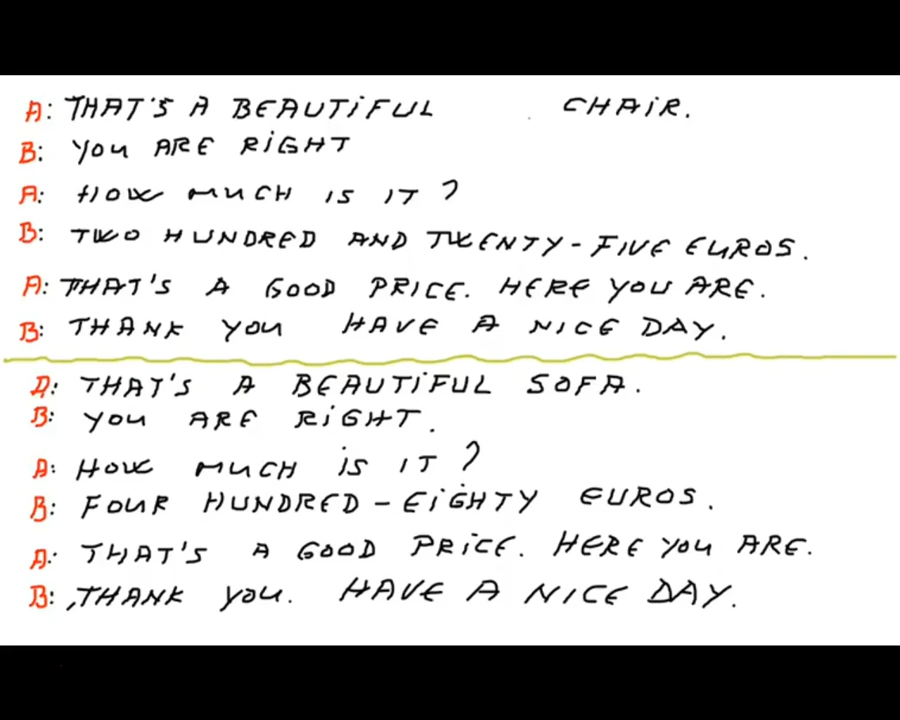 A: THAT'S A BEAUTIFUL CHAIR.
B: YOU ARE RIGHT
A: HOW MUCH IS IT?
B: TWO HUNDRED AND TWENTY-FIVE EUROS.
A: THAT'S A GOOD PRICE. HERE YOU ARE.
B: THANK YOU HAVE A NICE DAY.
A: THAT'S A BEAUTIFUL SOFA.
B: YOU ARE RIGHT.
A: HOW MUCH IS IT?
B: FOUR HUNDRED-EIGHTY EUROS.
A: THAT'S A GOOD PRICE. HERE YOU ARE.
B: ,THANK YOU. HAVE A NICE DAY.